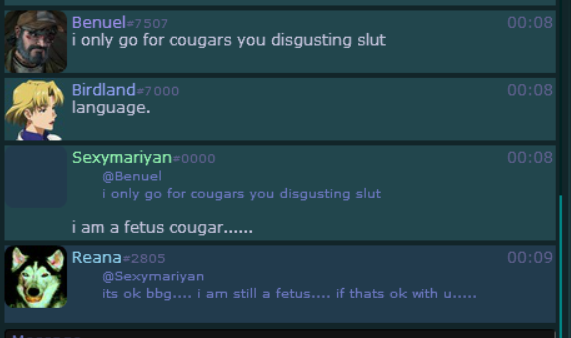 Benuel#7507 00:08
i only go for cougars you disgusting slut
Birdland#7000 00:08
language.
Sexymariyan#0000 00:08
@Benuel
i only go for cougars you disgusting slut
i am a fetus cougar......
Reana#2805 00:09
@Sexymariyan
its ok bbg.... i am still a fetus.... if thats ok with u.....